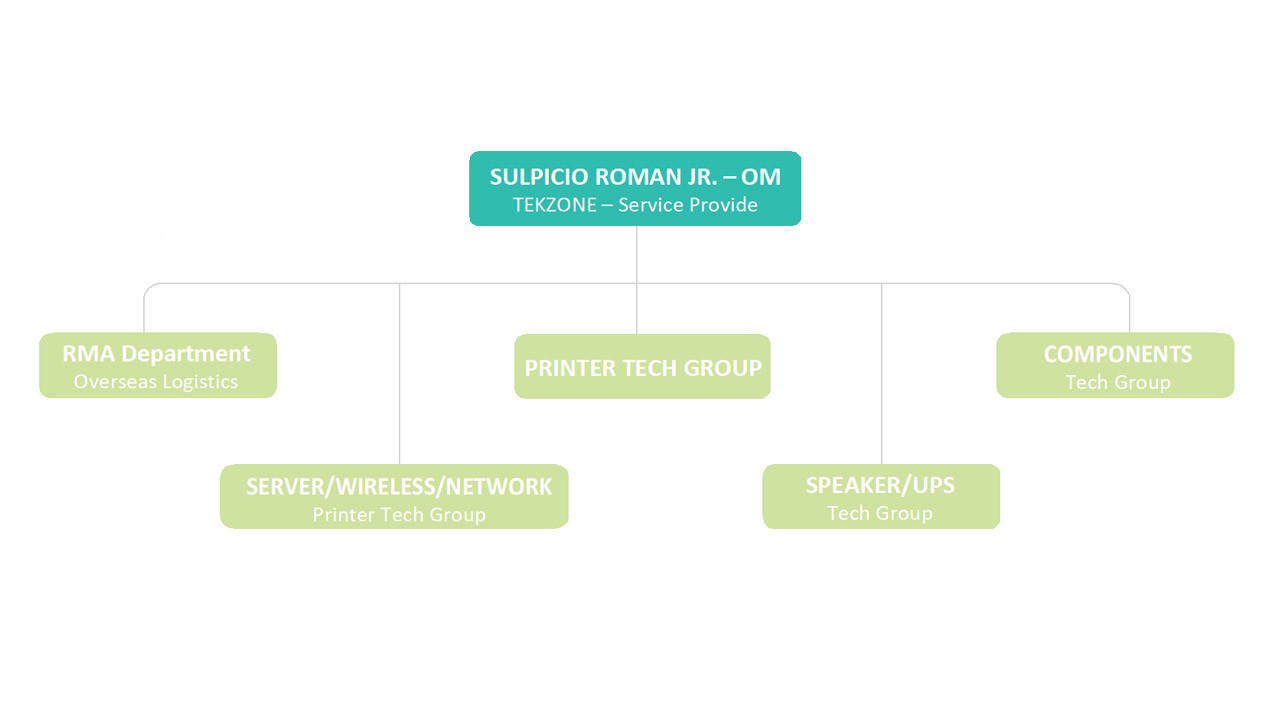 SULPICIO ROMAN JR. – OM
TEKZONE – Service Provide
RMA Department
Overseas Logistics
PRINTER TECH GROUP
COMPONENTS
Tech Group
SERVER/WIRELESS/NETWORK
Printer Tech Group
SPEAKER/UPS
Tech Group